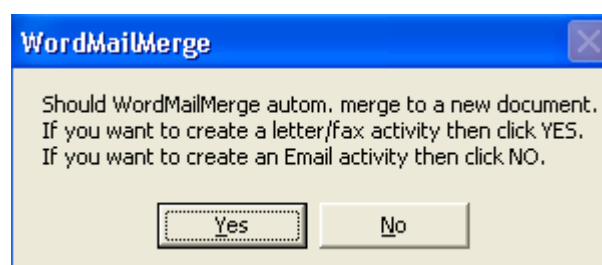 WordMailMerge
Should WordMailMerge autom. merge to a new document.
If you want to create a letter/fax activity then click YES.
If you want to create an Email activity then click NO.
Yes
No